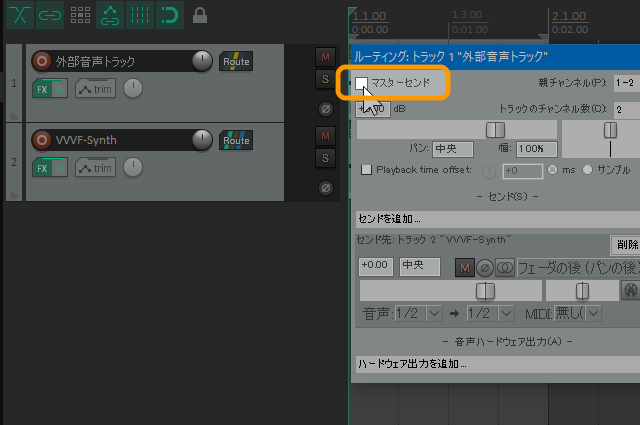 1.1.00
1.3.00
2.1.00
0:00.00
0:01.00
0:02.00
ルーティング: トラック 1 "外部音声トラック"
1
外部音声トラック
Route
M
S
FX
trim
Ø
2
VVVF-Synth
Route
M
S
FX
trim
Ø
マスターセンド
親チャンネル(P):
1-2
dB
トラックのチャンネル数(C):
2
パン:
中央
幅:
100%
Playback time offset:
+0
ms
サンプル
- センド(S) -
センドを追加...
センド先: トラック 2 "VVVF-Synth"
削除
+0.00
中央
M
フェーダの後 (パンの後)
音声:
1/2
1/2
MIDI:
無し(
- 音声ハードウェア出力(A) -
ハードウェア出力を追加...